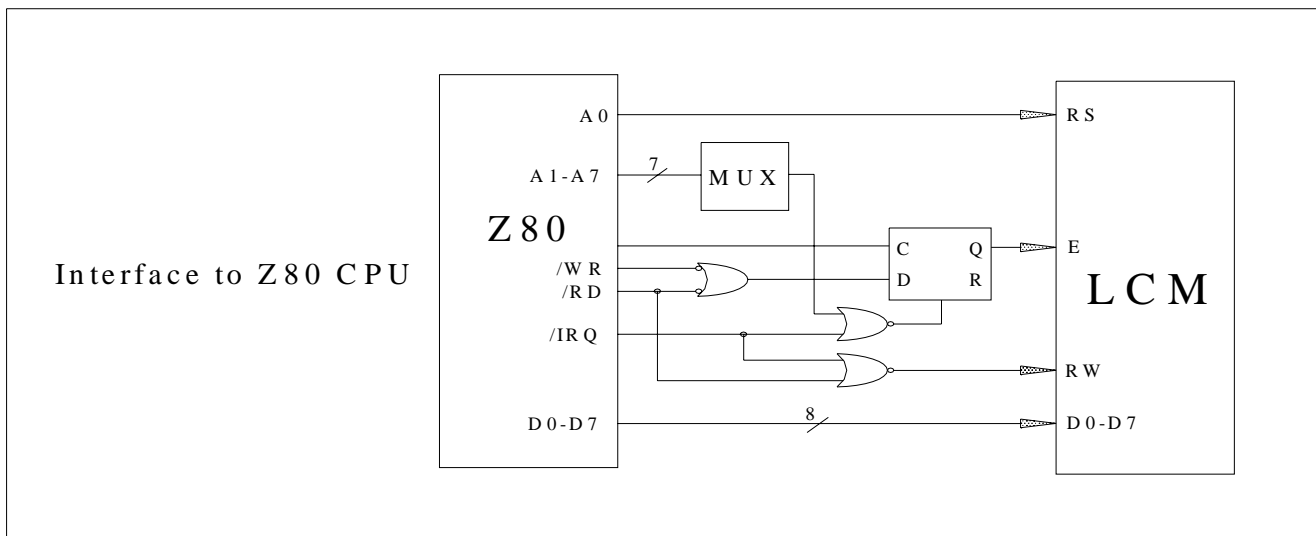 Interface to Z80 CPU
Z80
A0
A1-A7
/WR
/RD
/IRQ
D0-D7
7
MUX
C Q
D R
8
LCM
RS
E
RW
D0-D7